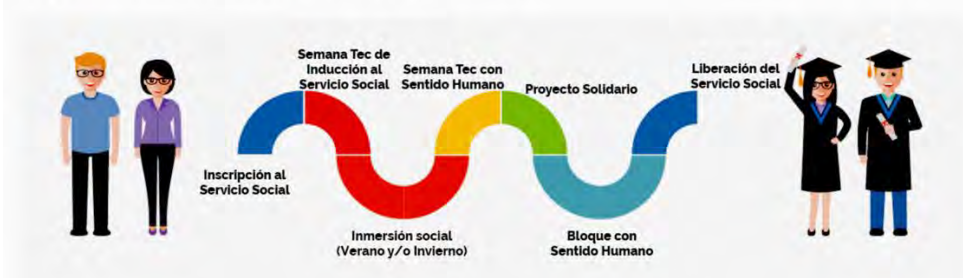 Inscripción al
Servicio Social
Semana Tec de
Inducción al
Servicio Social
Inmersión social
(Verano y/o Invierno)
Semana Tec con
Sentido Humano
Proyecto Solidario
Bloque con
Sentido Humano
Liberación del
Servicio Social